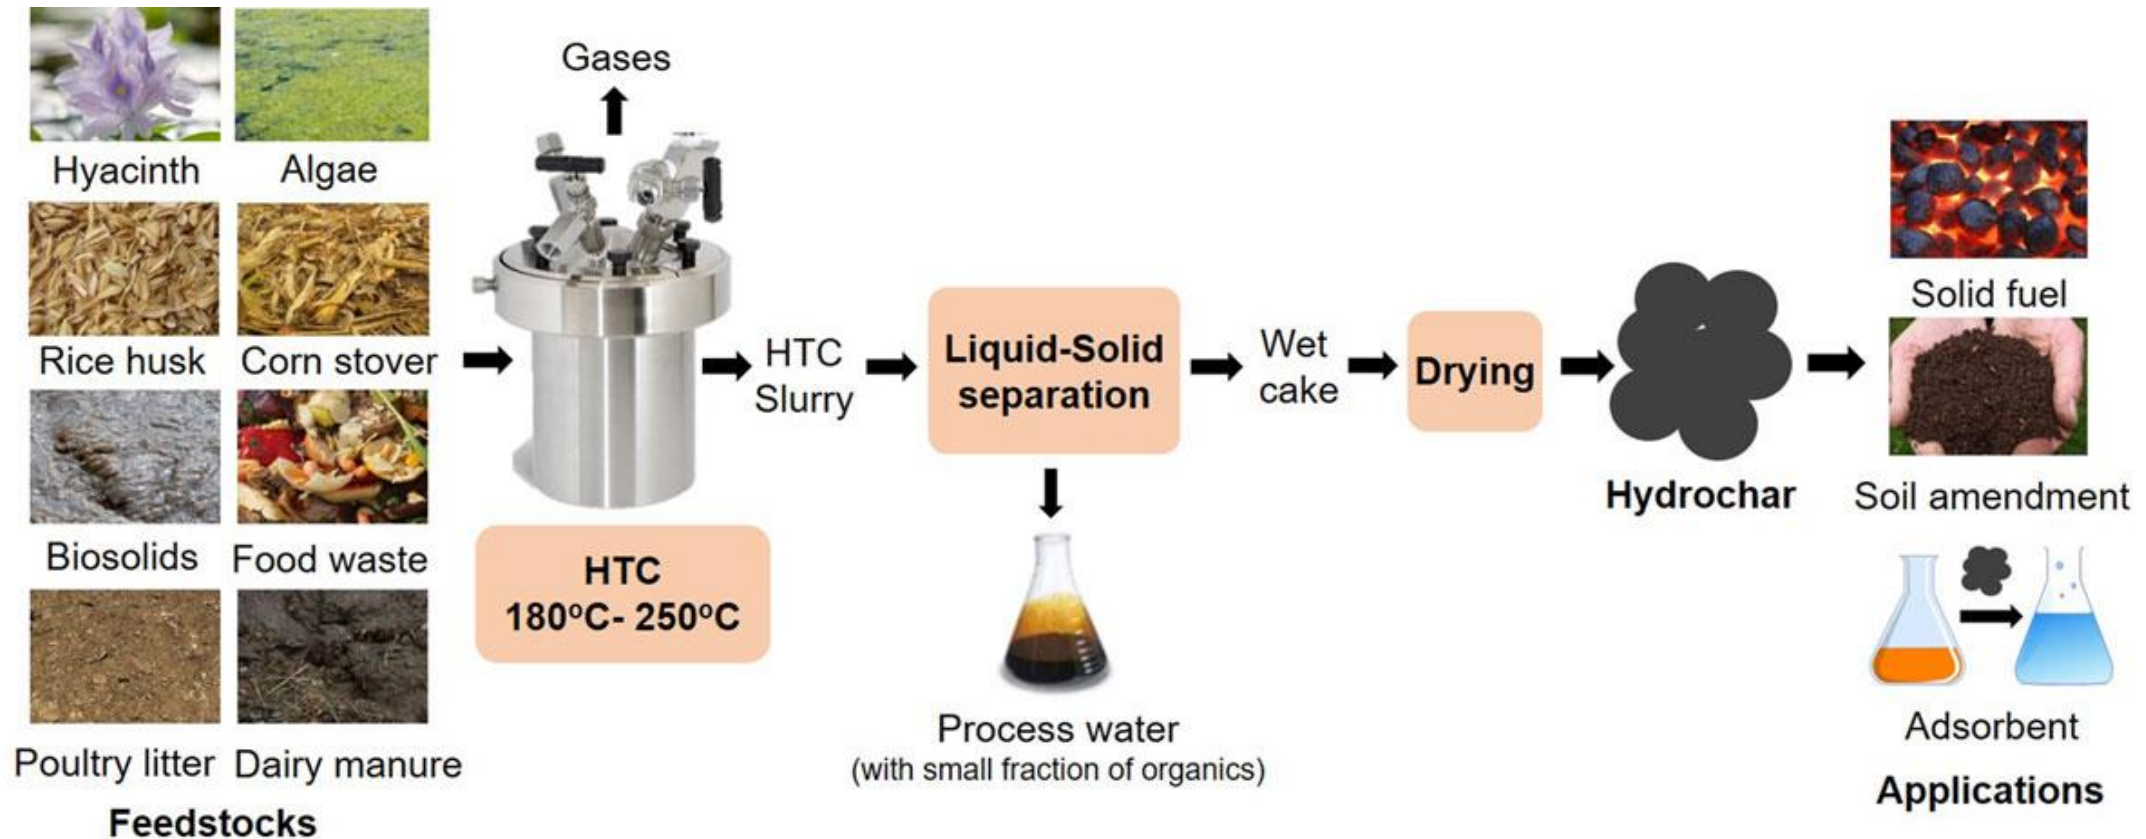 Gases
Hyacinth
Algae
Rice husk
Corn stover
Biosolids
Food waste
Poultry litter
Dairy manure
Feedstocks
HTC
180ºC- 250ºC
HTC
Slurry
Liquid-Solid
separation
Process water
(with small fraction of organics)
Wet
cake
Drying
Hydrochar
Solid fuel
Soil amendment
Adsorbent
Applications